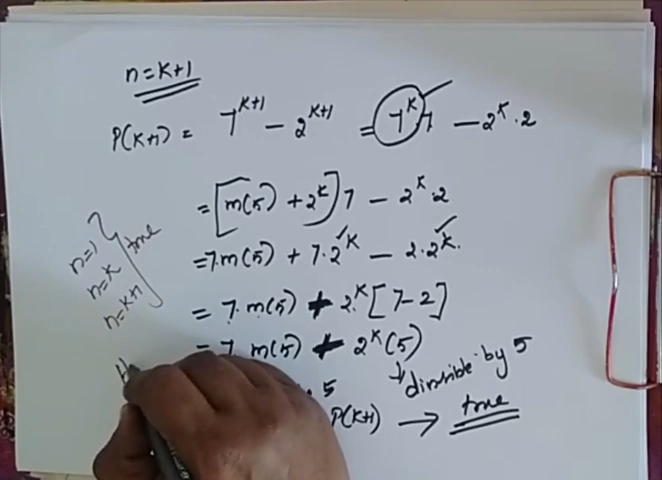 n=k+1
P(k+1) = 7^{k+1} - 2^{k+1} = 7^k·7 - 2^k·2
= [m(5) + 2^k] 7 - 2^k·2
= 7·m(5) + 7·2^k - 2·2^k.
= 7·m(5) + 2^k [7-2]
= 7 m(5) + 2^k (5)
↓ divisible by 5
5
P(k+1) → true
n=1
n=k
n=k+1
} true